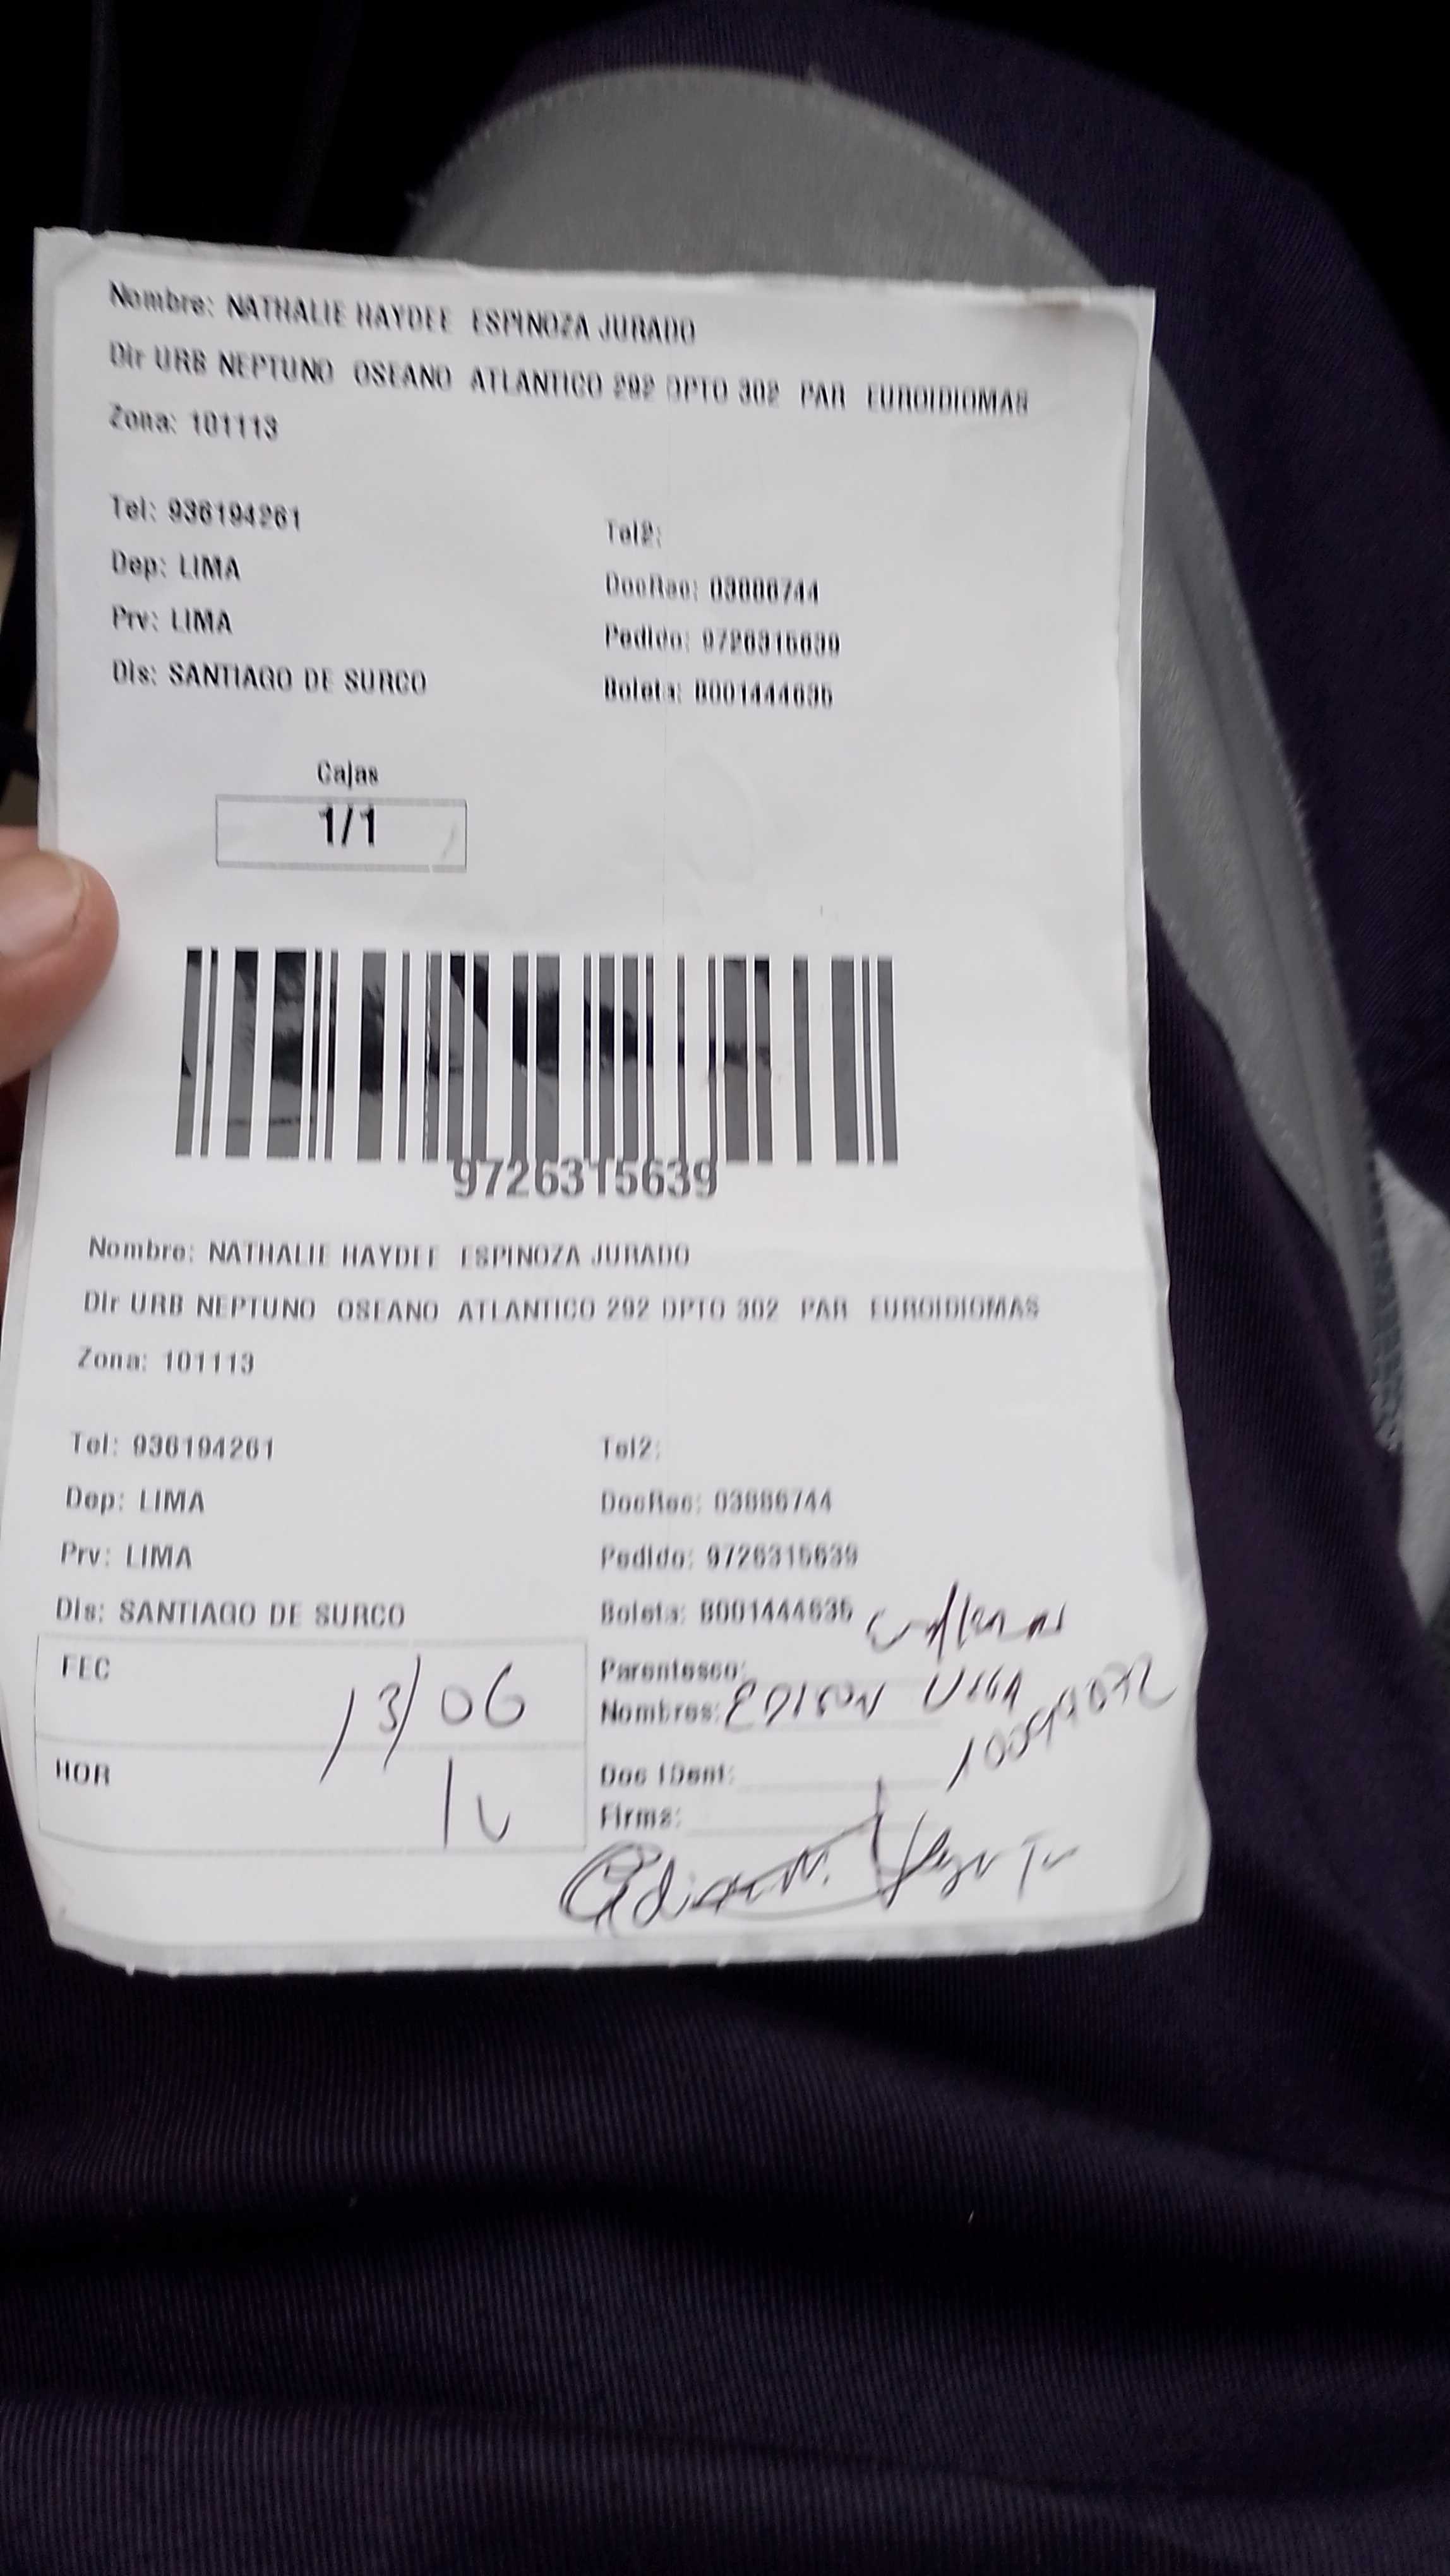 Nombre: NATHALIE HAYDEE ESPINOZA JURADO
Dir URB NEPTUNO OSEANO ATLANTICO 292 DPTO 302 PAR EUROIDIOMAS
Zona: 101113
Tel: 936194261
Tel2:
Dep: LIMA
DocRec: 03886744
Prv: LIMA
Pedido: 9726315639
Dis: SANTIAGO DE SURCO
Boleta: B001444635
Cajas
1/1
9726315639
Nombre: NATHALIE HAYDEE ESPINOZA JURADO
Dir URB NEPTUNO OSEANO ATLANTICO 292 DPTO 302 PAR EUROIDIOMAS
Zona: 101113
Tel: 936194261
Tel2:
Dep: LIMA
DocRec: 03886744
Prv: LIMA
Pedido: 9726315639
Dis: SANTIAGO DE SURCO
Boleta: B001444635
FEC 13/06
Parentesco:
Nombres: EDISON
HOR
Doc IDent:
Firma: